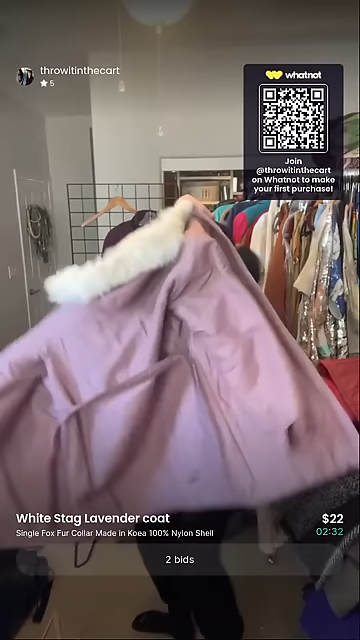 throwitinthecart
★ 5
whatnot
Join
@throwitinthecart
on Whatnot to make
your first purchase!
White Stag Lavender coat
$22
Single Fox Fur Collar Made in Koea 100% Nylon Shell
02:32
2 bids